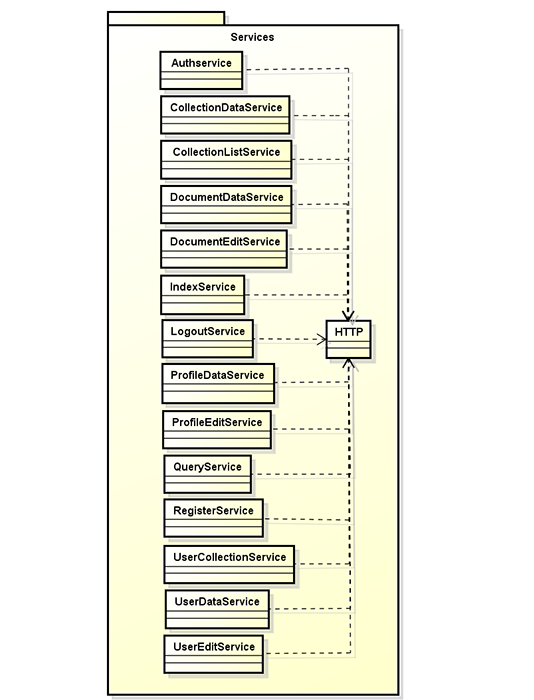 Services
Authservice
CollectionDataService
CollectionListService
DocumentDataService
DocumentEditService
IndexService
LogoutService
HTTP
ProfileDataService
ProfileEditService
QueryService
RegisterService
UserCollectionService
UserDataService
UserEditService